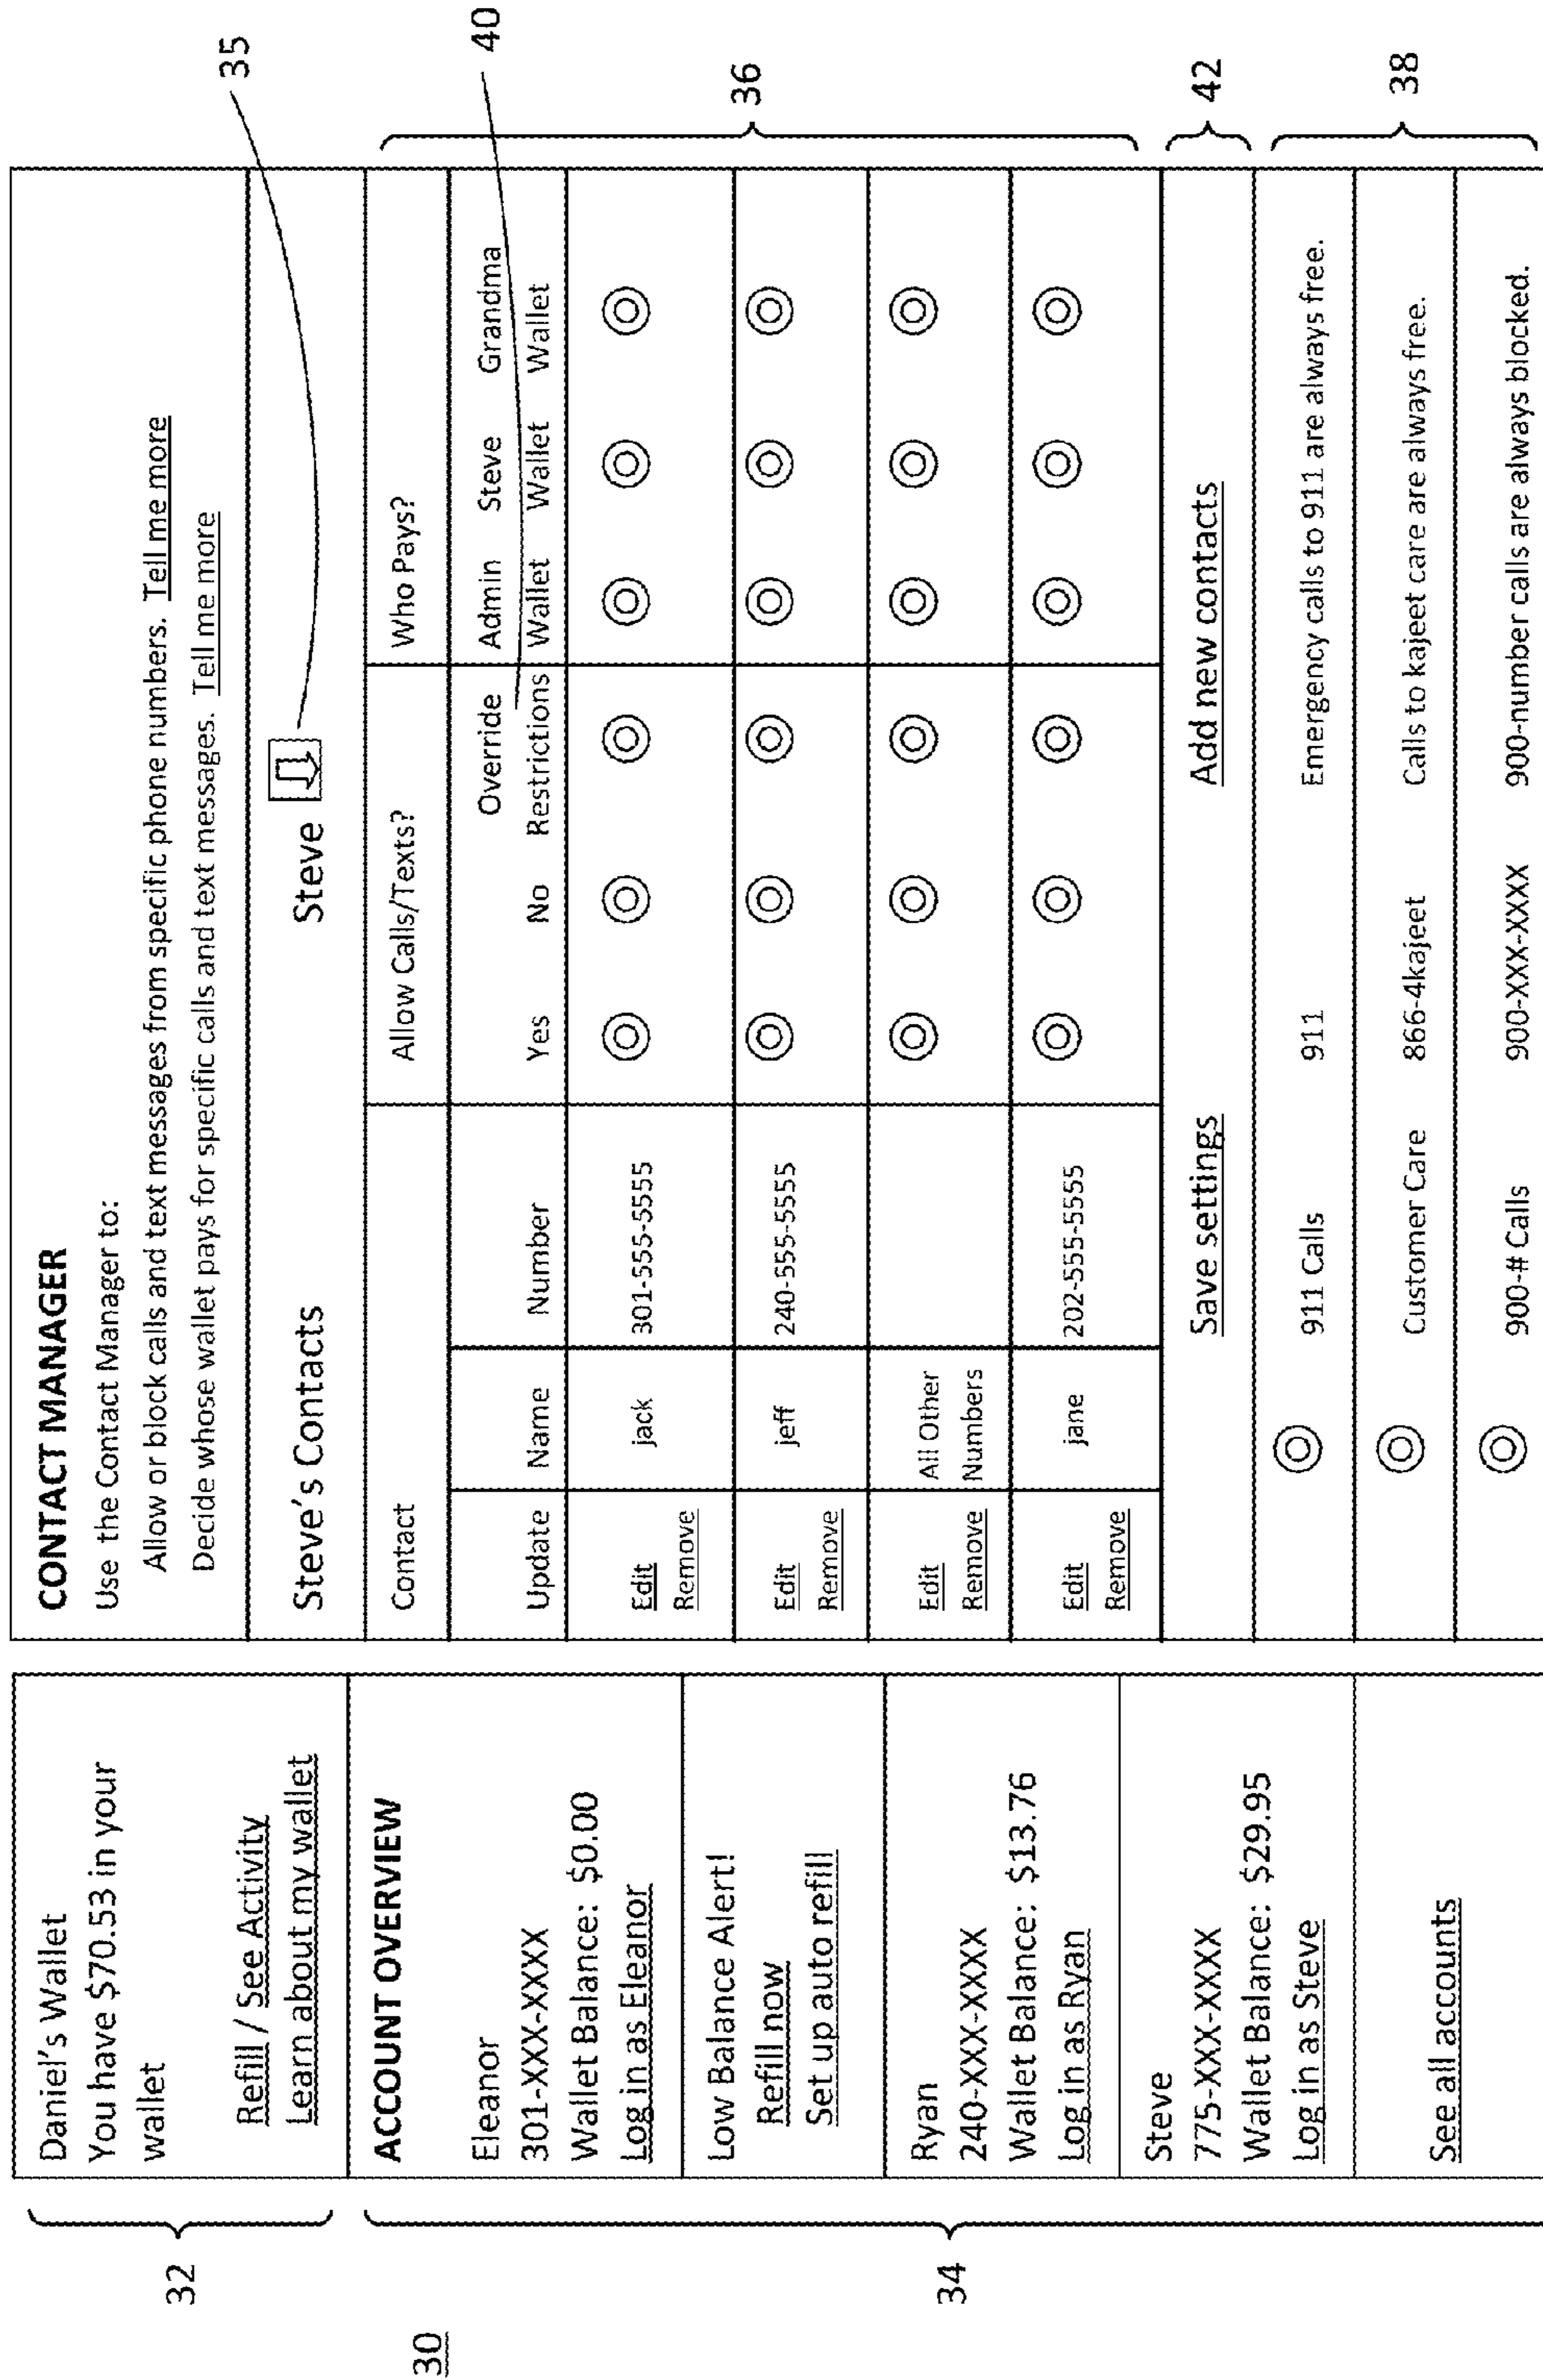 30
32
Daniel's Wallet
You have $70.53 in your
wallet
Refill / See Activity
Learn about my wallet
34
ACCOUNT OVERVIEW
Eleanor
301-XXX-XXXX
Wallet Balance: $0.00
Log in as Eleanor
Low Balance Alert!
Refill now
Set up auto refill
Ryan
240-XXX-XXXX
Wallet Balance: $13.76
Log in as Ryan
Steve
775-XXX-XXXX
Wallet Balance: $29.95
Log in as Steve
See all accounts
CONTACT MANAGER
Use the Contact Manager to:
Allow or block calls and text messages from specific phone numbers. Tell me more
Decide whose wallet pays for specific calls and text messages. Tell me more
35
Steve's Contacts Steve
40
Contact Allow Calls/Texts? Who Pays?
Override Admin Steve Grandma
Update Name Number Yes No Restrictions Wallet Wallet Wallet
36
Edit jack 301-555-5555
Remove
Edit jeff 240-555-5555
Remove
Edit All Other
Remove Numbers
Edit jane 202-555-5555
Remove
Save settings Add new contacts 42
911 Calls 911 Emergency calls to 911 are always free.
Customer Care 866-4kajeet Calls to kajeet care are always free. 38
900-# Calls 900-XXX-XXXX 900-number calls are always blocked.